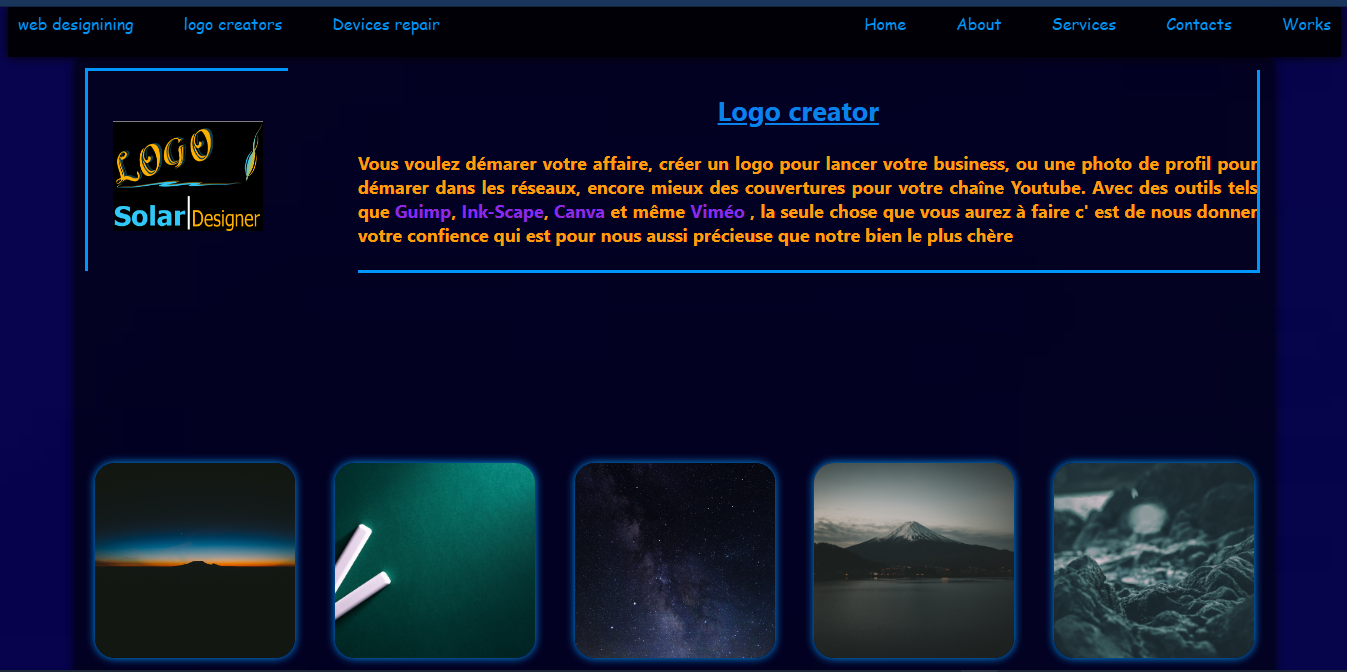 web designining logo creators Devices repair Home About Services Contacts Works
LOGO
Solar|Designer
Logo creator
Vous voulez démarer votre affaire, créer un logo pour lancer votre business, ou une photo de profil pour
démarer dans les réseaux, encore mieux des couvertures pour votre chaîne Youtube. Avec des outils tels
que Guimp, Ink-Scape, Canva et même Viméo , la seule chose que vous aurez à faire c' est de nous donner
votre confience qui est pour nous aussi précieuse que notre bien le plus chère